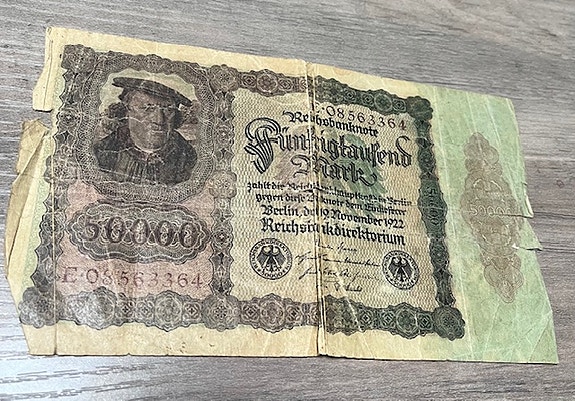 E·08563364
Reichsbanknote
Fünfzigtausend
Mark
zahlt die Reichsbankhauptkasse in Berlin
gegen diese Banknote dem Einlieferer
Berlin, den 19. November 1922
Reichsbankdirektorium
50000
E·08563364